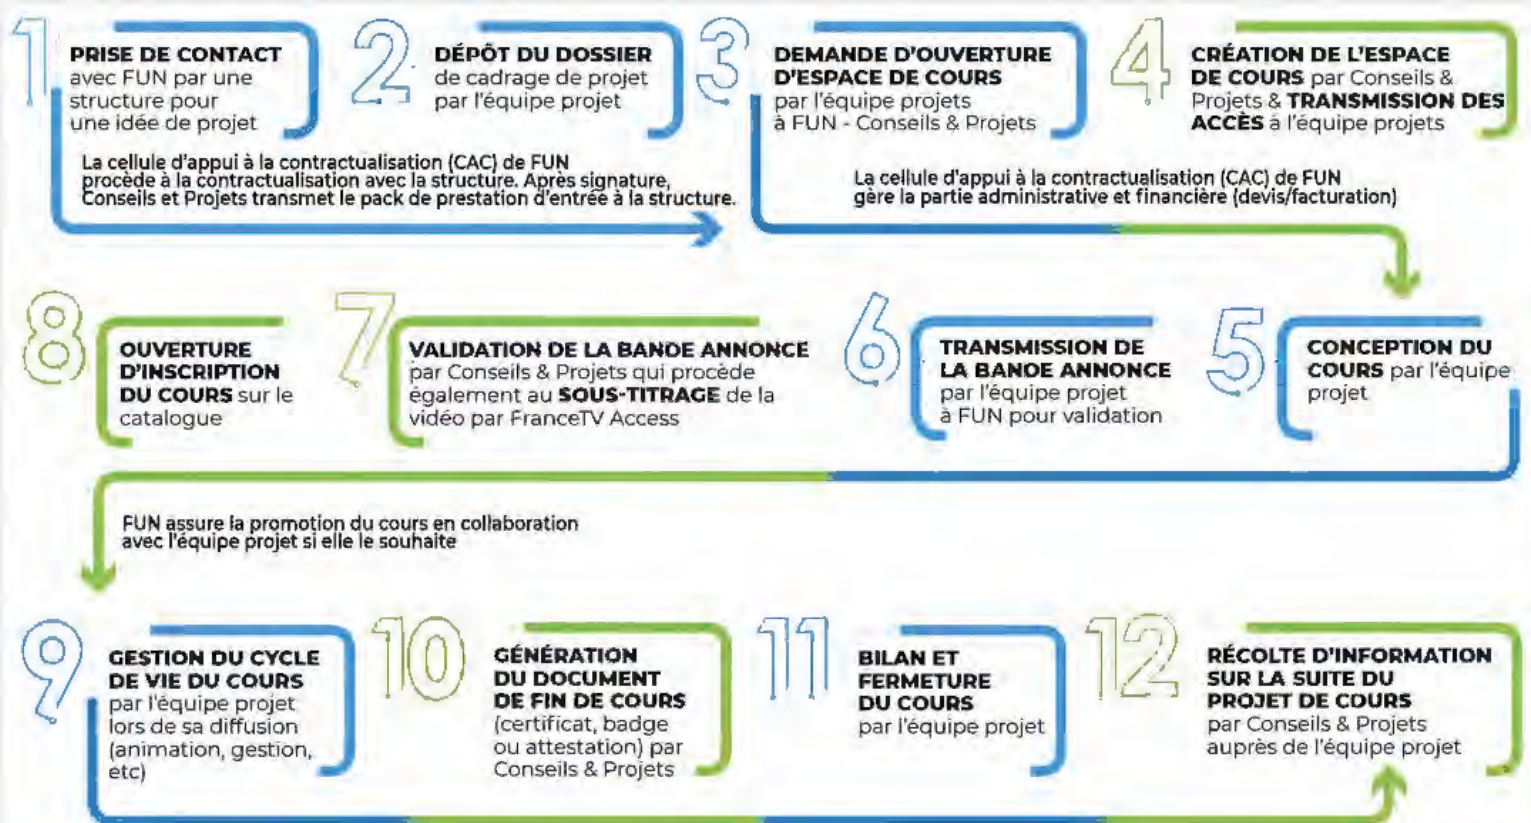 1
PRISE DE CONTACT
avec FUN par une
structure pour
une idée de projet
2
DÉPÔT DU DOSSIER
de cadrage de projet
par l'équipe projet
La cellule d'appui à la contractualisation (CAC) de FUN
procède à la contractualisation avec la structure. Après signature,
Conseils et Projets transmet le pack de prestation d'entrée à la structure.
3
DEMANDE D'OUVERTURE
D'ESPACE DE COURS
par l'équipe projets
à FUN - Conseils & Projets
4
CRÉATION DE L'ESPACE
DE COURS par Conseils &
Projets & TRANSMISSION DES
ACCÈS à l'équipe projets
La cellule d'appui à la contractualisation (CAC) de FUN
gère la partie administrative et financière (devis/facturation)
5
CONCEPTION DU
COURS par l'équipe
projet
6
TRANSMISSION DE
LA BANDE ANNONCE
par l'équipe projet
à FUN pour validation
7
VALIDATION DE LA BANDE ANNONCE
par Conseils & Projets qui procède
également au SOUS-TITRAGE de la
vidéo par FranceTV Access
8
OUVERTURE
D'INSCRIPTION
DU COURS sur le
catalogue
FUN assure la promotion du cours en collaboration
avec l'équipe projet si elle le souhaite
9
GESTION DU CYCLE
DE VIE DU COURS
par l'équipe projet
lors de sa diffusion
(animation, gestion,
etc)
10
GÉNÉRATION
DU DOCUMENT
DE FIN DE COURS
(certificat, badge
ou attestation) par
Conseils & Projets
11
BILAN ET
FERMETURE
DU COURS
par l'équipe projet
12
RÉCOLTE D'INFORMATION
SUR LA SUITE DU
PROJET DE COURS
par Conseils & Projets
auprès de l'équipe projet